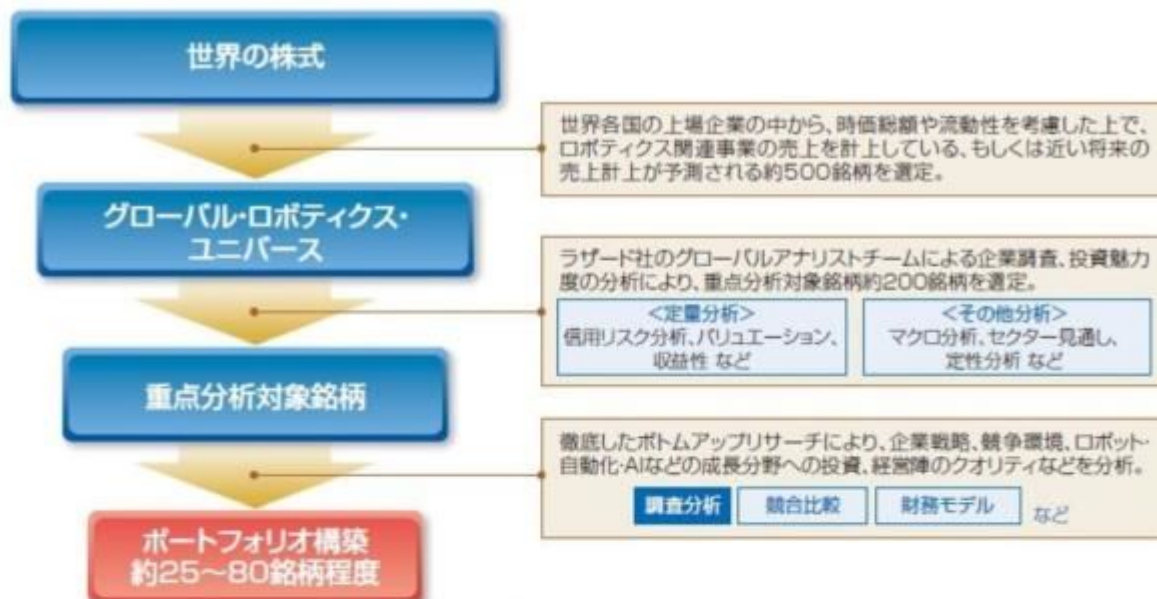 世界の株式
世界各国の上場企業の中から、時価総額や流動性を考慮した上で、
ロボティクス関連事業の売上を計上している、もしくは近い将来の
売上計上が予測される約500銘柄を選定。
グローバル・ロボティクス・
ユニバース
ラザード社のグローバルアナリストチームによる企業調査、投資魅力
度の分析により、重点分析対象銘柄約200銘柄を選定。
<定量分析>
信用リスク分析、バリュエーション、
収益性 など
<その他分析>
マクロ分析、セクター見通し、
定性分析 など
重点分析対象銘柄
徹底したボトムアップリサーチにより、企業戦略、競争環境、ロボット・
自動化・AIなどの成長分野への投資、経営陣のクオリティなどを分析。
調査分析
競合比較
財務モデル
など
ポートフォリオ構築
約25～80銘柄程度